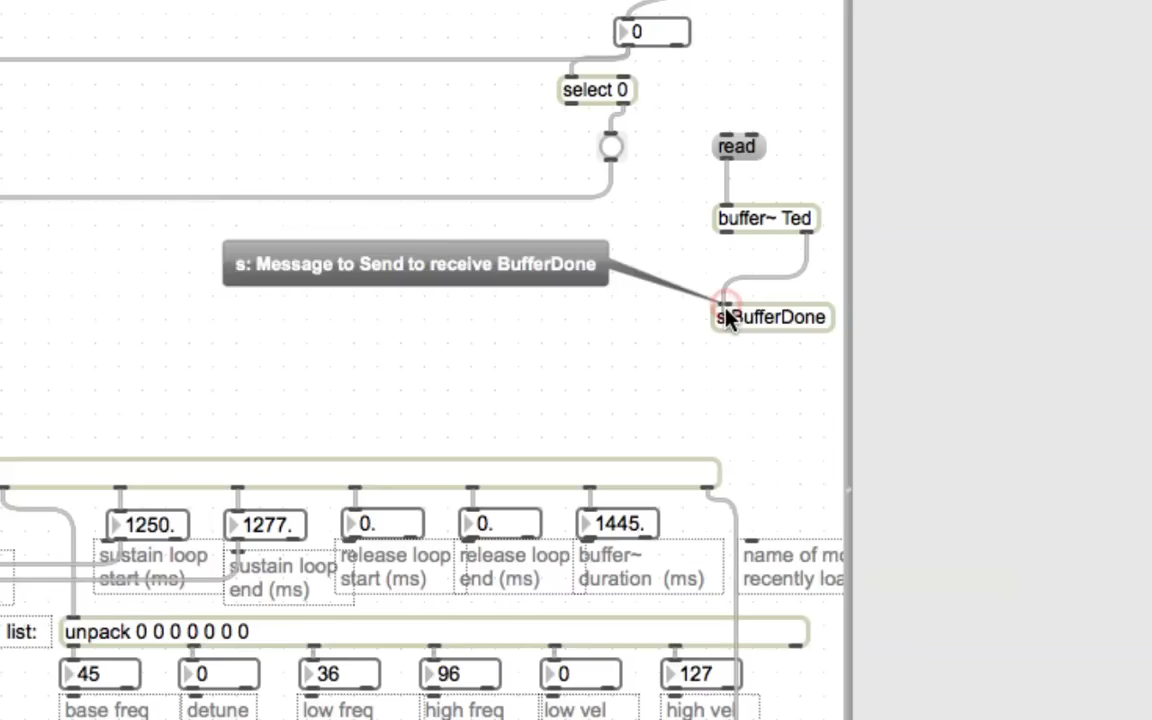 0
select 0
read
buffer~ Ted
s: Message to Send to receive BufferDone
s BufferDone
1250.
1277.
0.
0.
1445.
sustain loop
start (ms)
sustain loop
end (ms)
release loop
start (ms)
release loop
end (ms)
buffer~
duration (ms)
name of mo
recently loa
list:
unpack 0 0 0 0 0 0 0
45
0
36
96
0
127
base freq
detune
low freq
high freq
low vel
high vel